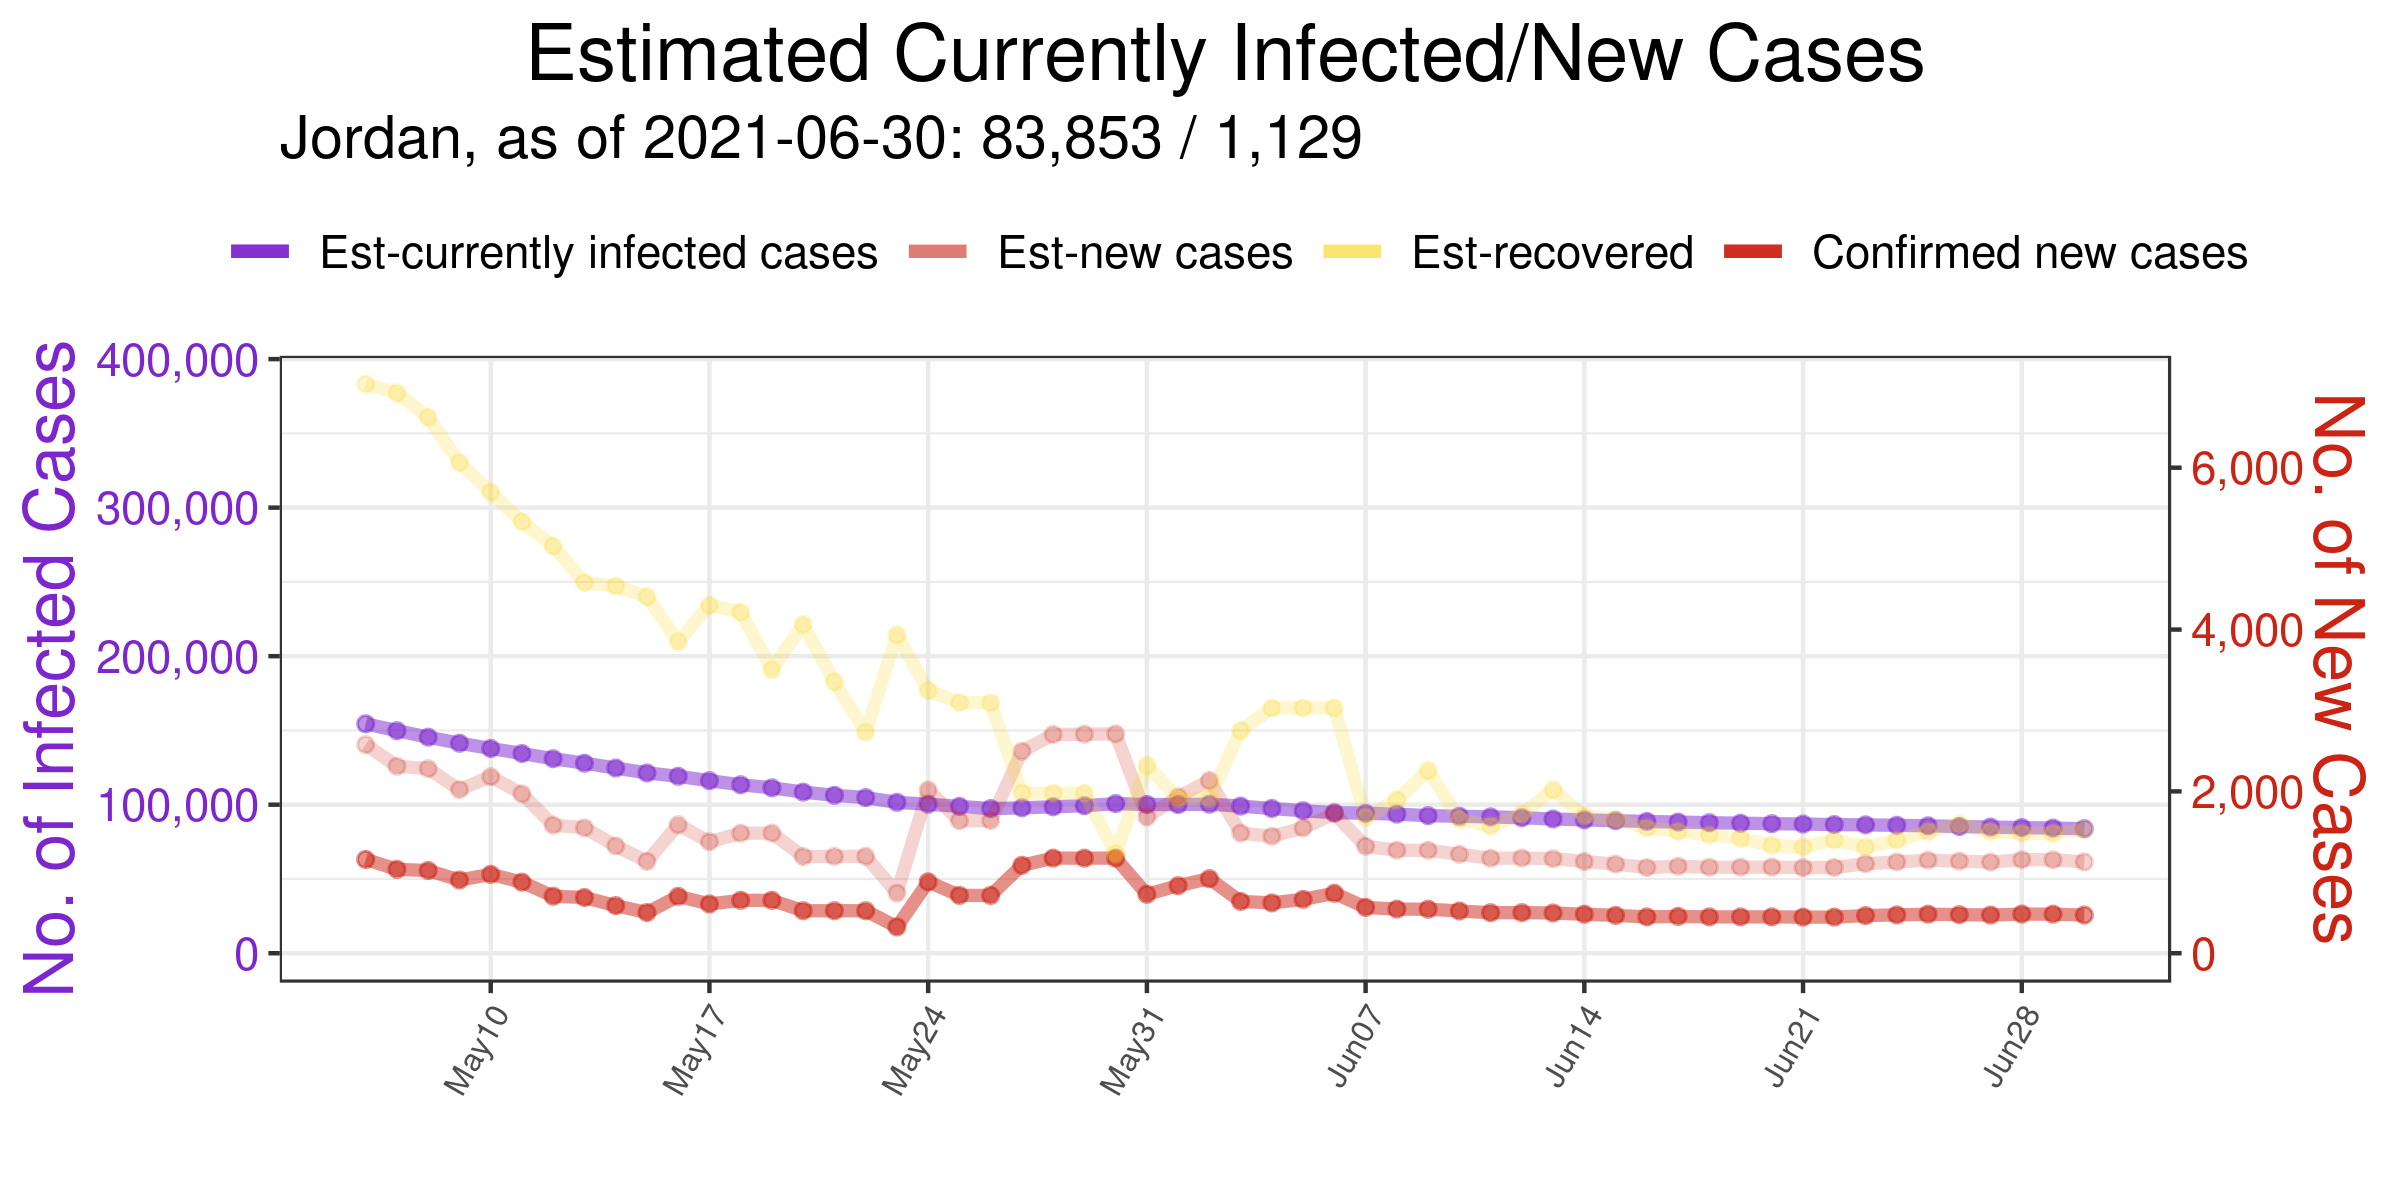 Estimated Currently Infected/New Cases
Jordan, as of 2021-06-30: 83,853 / 1,129
Est-currently infected cases Est-new cases Est-recovered Confirmed new cases
No. of Infected Cases
400,000
300,000
200,000
100,000
0
6,000
4,000
2,000
0
No. of New Cases
May10 May17 May24 May31 Jun07 Jun14 Jun21 Jun28